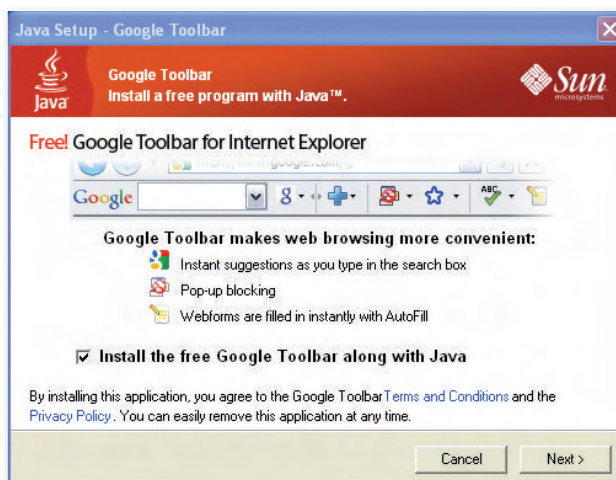 Java Setup - Google Toolbar
Java
Google Toolbar
Install a free program with Java™.
Sun
microsystems
Free! Google Toolbar for Internet Explorer
Google
g
ABC
Google Toolbar makes web browsing more convenient:
Instant suggestions as you type in the search box
Pop-up blocking
Webforms are filled in instantly with AutoFill
Install the free Google Toolbar along with Java
By installing this application, you agree to the Google ToolbarTerms and Conditions and the
Privacy Policy. You can easily remove this application at any time.
Cancel
Next >